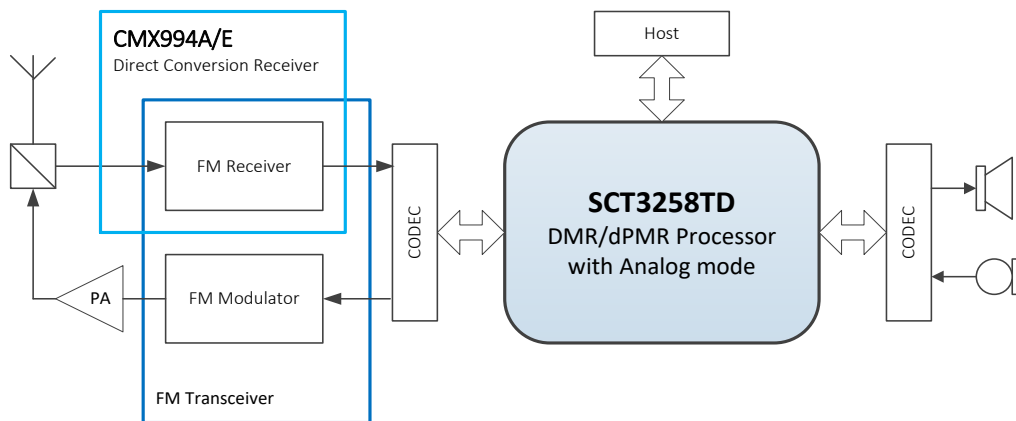 CMX994A/E
Direct Conversion Receiver
Host
FM Receiver
CODEC
SCT3258TD
DMR/dPMR Processor
with Analog mode
CODEC
PA
FM Modulator
FM Transceiver